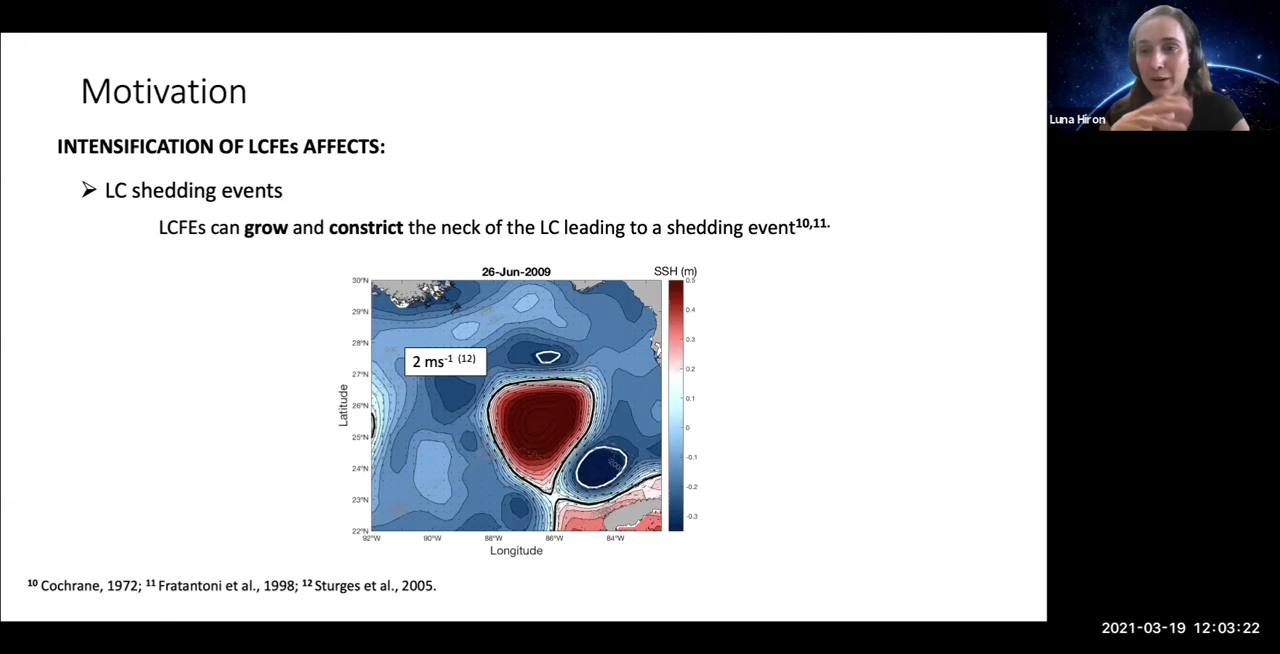 Motivation
Luna Hiron
INTENSIFICATION OF LCFEs AFFECTS:
➢ LC shedding events
LCFEs can grow and constrict the neck of the LC leading to a shedding event10,11.
26-Jun-2009
SSH (m)
30°N
29°N
28°N
27°N
26°N
25°N
24°N
23°N
22°N
Latitude
2 ms-1 (12)
0.5
0.4
0.3
0.2
0.1
0
-0.1
-0.2
-0.3
92°W 90°W 88°W 86°W 84°W
Longitude
10 Cochrane, 1972; 11 Fratantoni et al., 1998; 12 Sturges et al., 2005.
2021-03-19 12:03:22